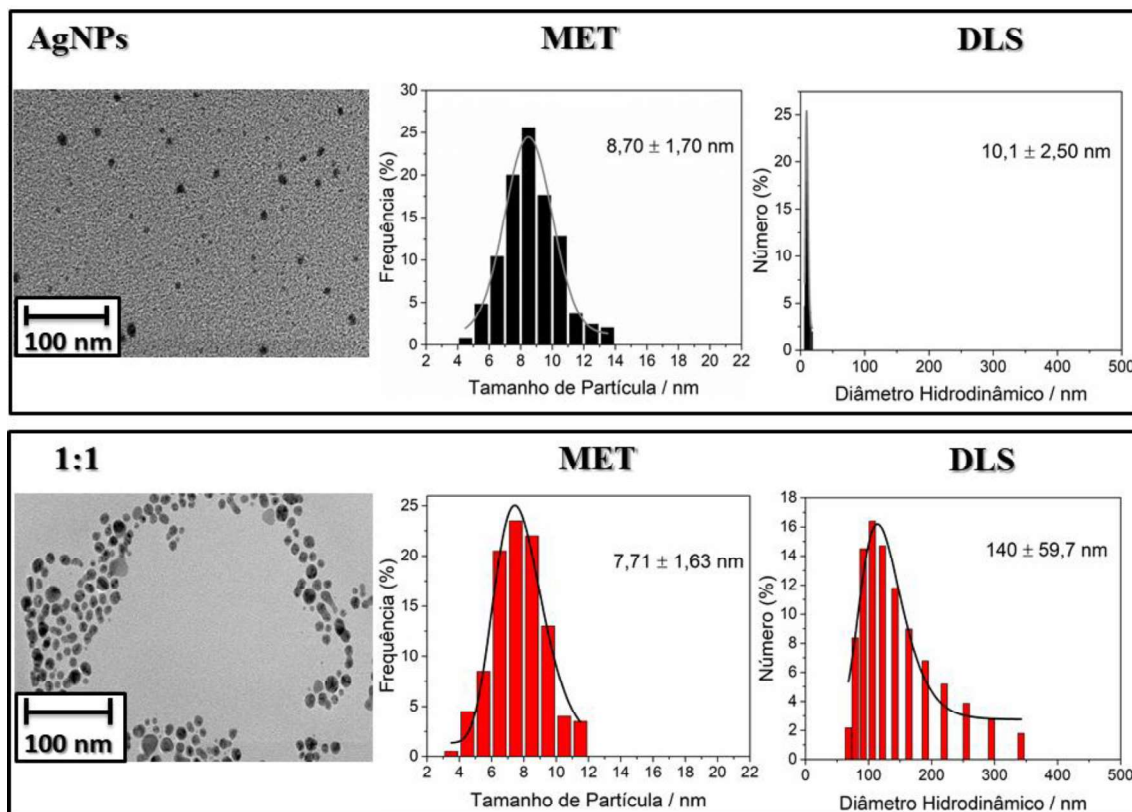 AgNPs
MET
DLS
100 nm
Frequência (%)
30
25
20
15
10
5
0
8,70 ± 1,70 nm
2 4 6 8 10 12 14 16 18 20 22
Tamanho de Partícula / nm
Número (%)
25
20
15
10
5
0
10,1 ± 2,50 nm
0 100 200 300 400 500
Diâmetro Hidrodinâmico / nm
1:1
MET
DLS
100 nm
Frequência (%)
25
20
15
10
5
0
7,71 ± 1,63 nm
2 4 6 8 10 12 14 16 18 20 22
Tamanho de Partícula / nm
Número (%)
18
16
14
12
10
8
6
4
2
0
140 ± 59,7 nm
0 100 200 300 400 500
Diâmetro Hidrodinâmico / nm